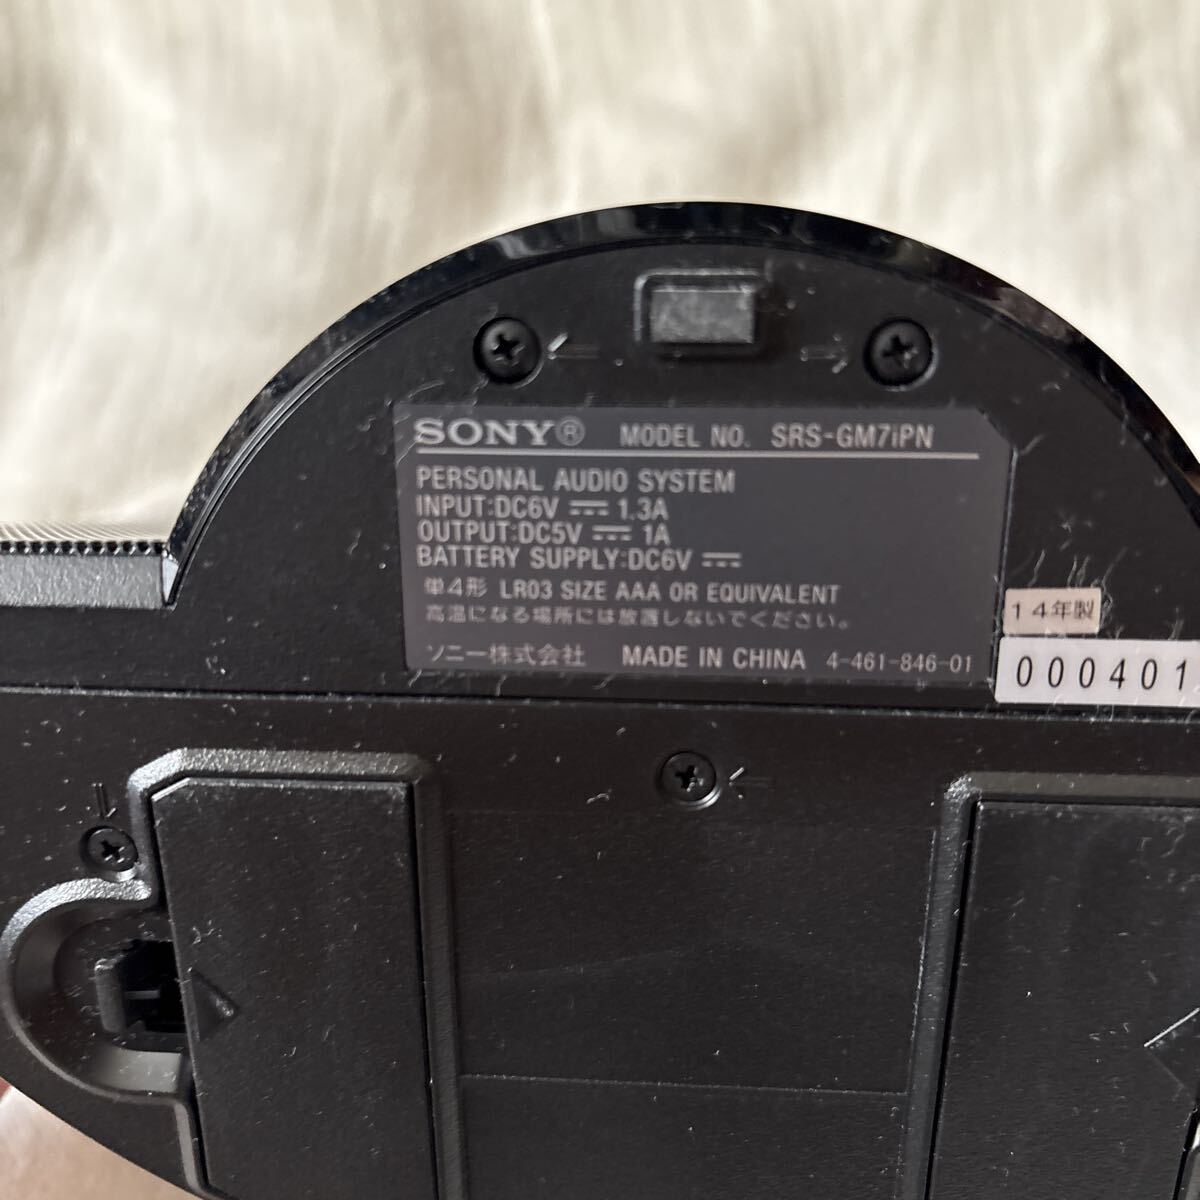 SONY® MODEL NO. SRS-GM7iPN
PERSONAL AUDIO SYSTEM
INPUT:DC6V ⎓ 1.3A
OUTPUT:DC5V ⎓ 1A
BATTERY SUPPLY:DC6V ⎓
単4形 LR03 SIZE AAA OR EQUIVALENT
高温になる場所には放置しないでください。
ソニー株式会社 MADE IN CHINA 4-461-846-01
14年製
000401